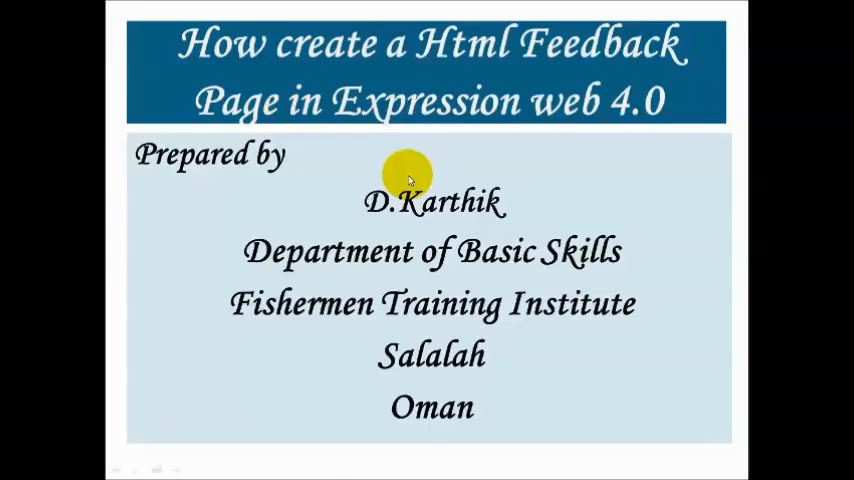 How create a Html Feedback
Page in Expression web 4.0
Prepared by
D.Karthik
Department of Basic Skills
Fishermen Training Institute
Salalah
Oman